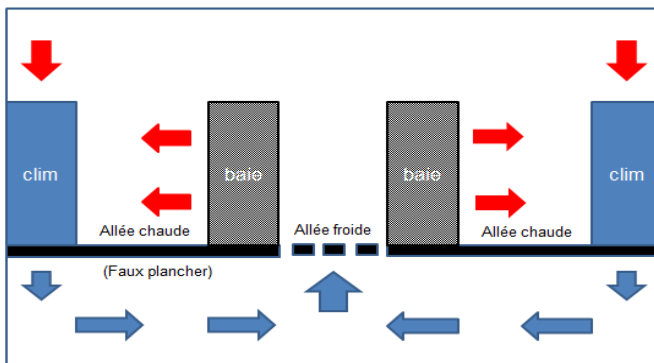 clim
baie
baie
clim
Allée chaude
Allée froide
Allée chaude
(Faux plancher)